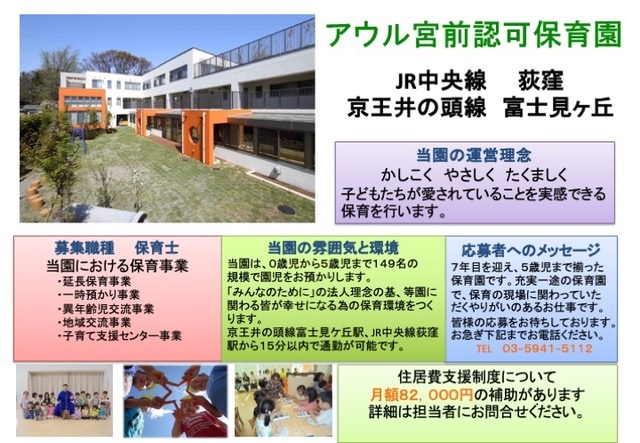 アウル宮前認可保育園
JR中央線　荻窪
京王井の頭線　富士見ヶ丘
当園の運営理念
かしこく　やさしく　たくましく
子どもたちが愛されていることを実感できる
保育を行います。
募集職種　保育士
当園における保育事業
・延長保育事業
・一時預かり事業
・異年齢児交流事業
・地域交流事業
・子育て支援センター事業
当園の雰囲気と環境
当園は、0歳児から5歳児まで149名の
規模で園児をお預かりします。
「みんなのために」の法人理念の基、等園に
関わる皆が幸せになる為の保育環境をつく
ります。
京王井の頭線富士見ケ丘駅、JR中央線荻窪
駅から15分以内で通勤が可能です。
応募者へのメッセージ
7年目を迎え、5歳児まで揃った
保育園です。充実一途の保育園
で、保育の現場に関わっていた
だくやりがいのあるお仕事です。
皆様の応募をお待ちしております。
お急ぎ下記までお電話ください。
TEL　03-5941-5112
住居費支援制度について
月額82，000円の補助があります
詳細は担当者にお問合せください。